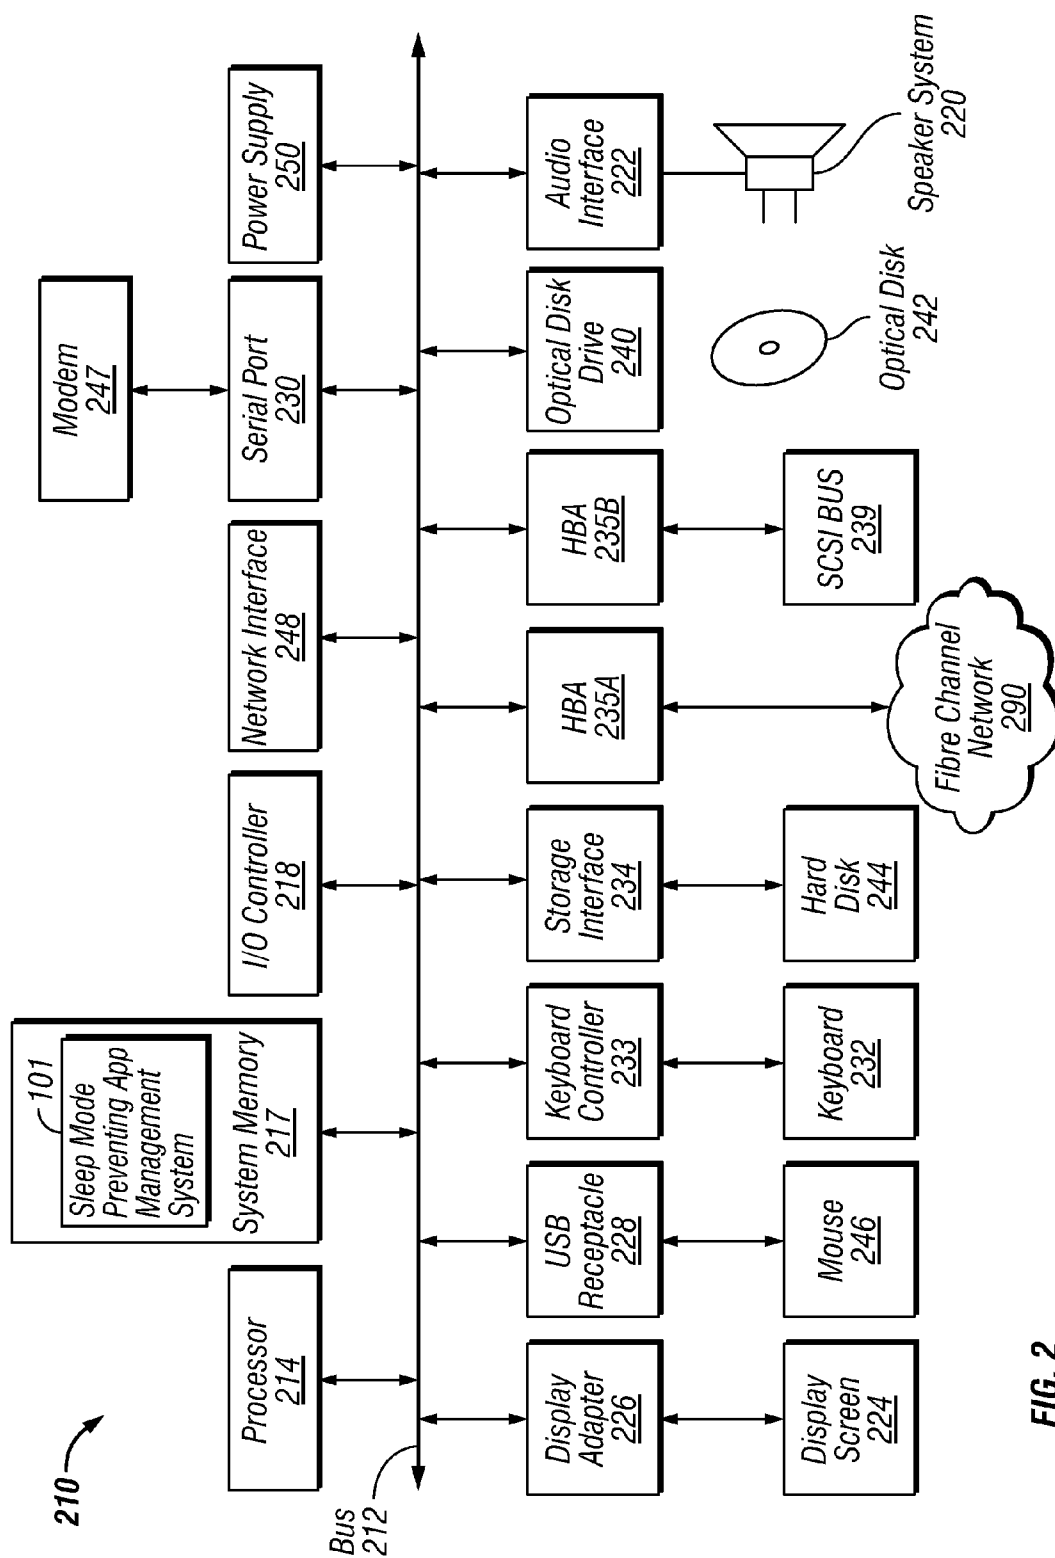 210
Modem
247
101
Sleep Mode
Preventing App
Management
System
System Memory
217
Processor
214
I/O Controller
218
Network Interface
248
Serial Port
230
Power Supply
250
Bus
212
Display
Adapter
226
USB
Receptacle
228
Keyboard
Controller
233
Storage
Interface
234
HBA
235A
HBA
235B
Optical Disk
Drive
240
Audio
Interface
222
Display
Screen
224
Mouse
246
Keyboard
232
Hard
Disk
244
Fibre Channel
Network
290
SCSI BUS
239
Optical Disk
242
Speaker System
220
FIG. 2